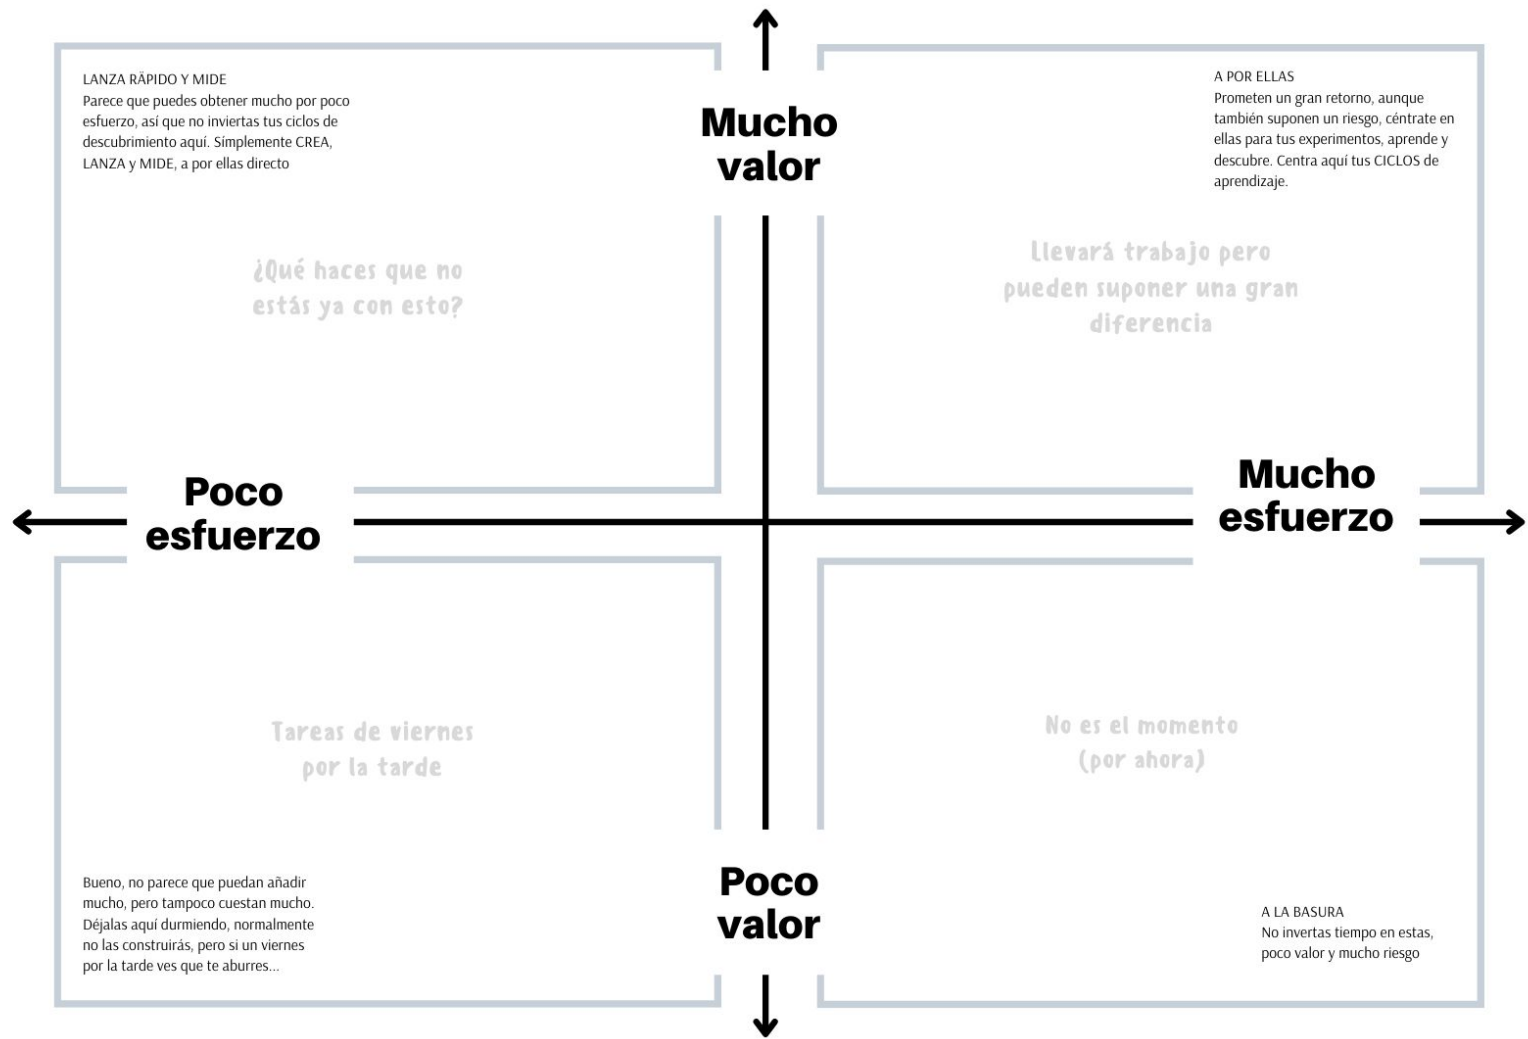 LANZA RÁPIDO Y MIDE
Parece que puedes obtener mucho por poco
esfuerzo, así que no inviertas tus ciclos de
descubrimiento aquí. Símplemente CREA,
LANZA y MIDE, a por ellas directo
¿Qué haces que no
estás ya con esto?
Mucho
valor
A POR ELLAS
Prometen un gran retorno, aunque
también suponen un riesgo, céntrate en
ellas para tus experimentos, aprende y
descubre. Centra aquí tus CICLOS de
aprendizaje.
Llevará trabajo pero
pueden suponer una gran
diferencia
Poco
esfuerzo
Mucho
esfuerzo
Tareas de viernes
por la tarde
Bueno, no parece que puedan añadir
mucho, pero tampoco cuestan mucho.
Déjalas aquí durmiendo, normalmente
no las construirás, pero si un viernes
por la tarde ves que te aburres...
Poco
valor
No es el momento
(por ahora)
A LA BASURA
No inviertas tiempo en estas,
poco valor y mucho riesgo